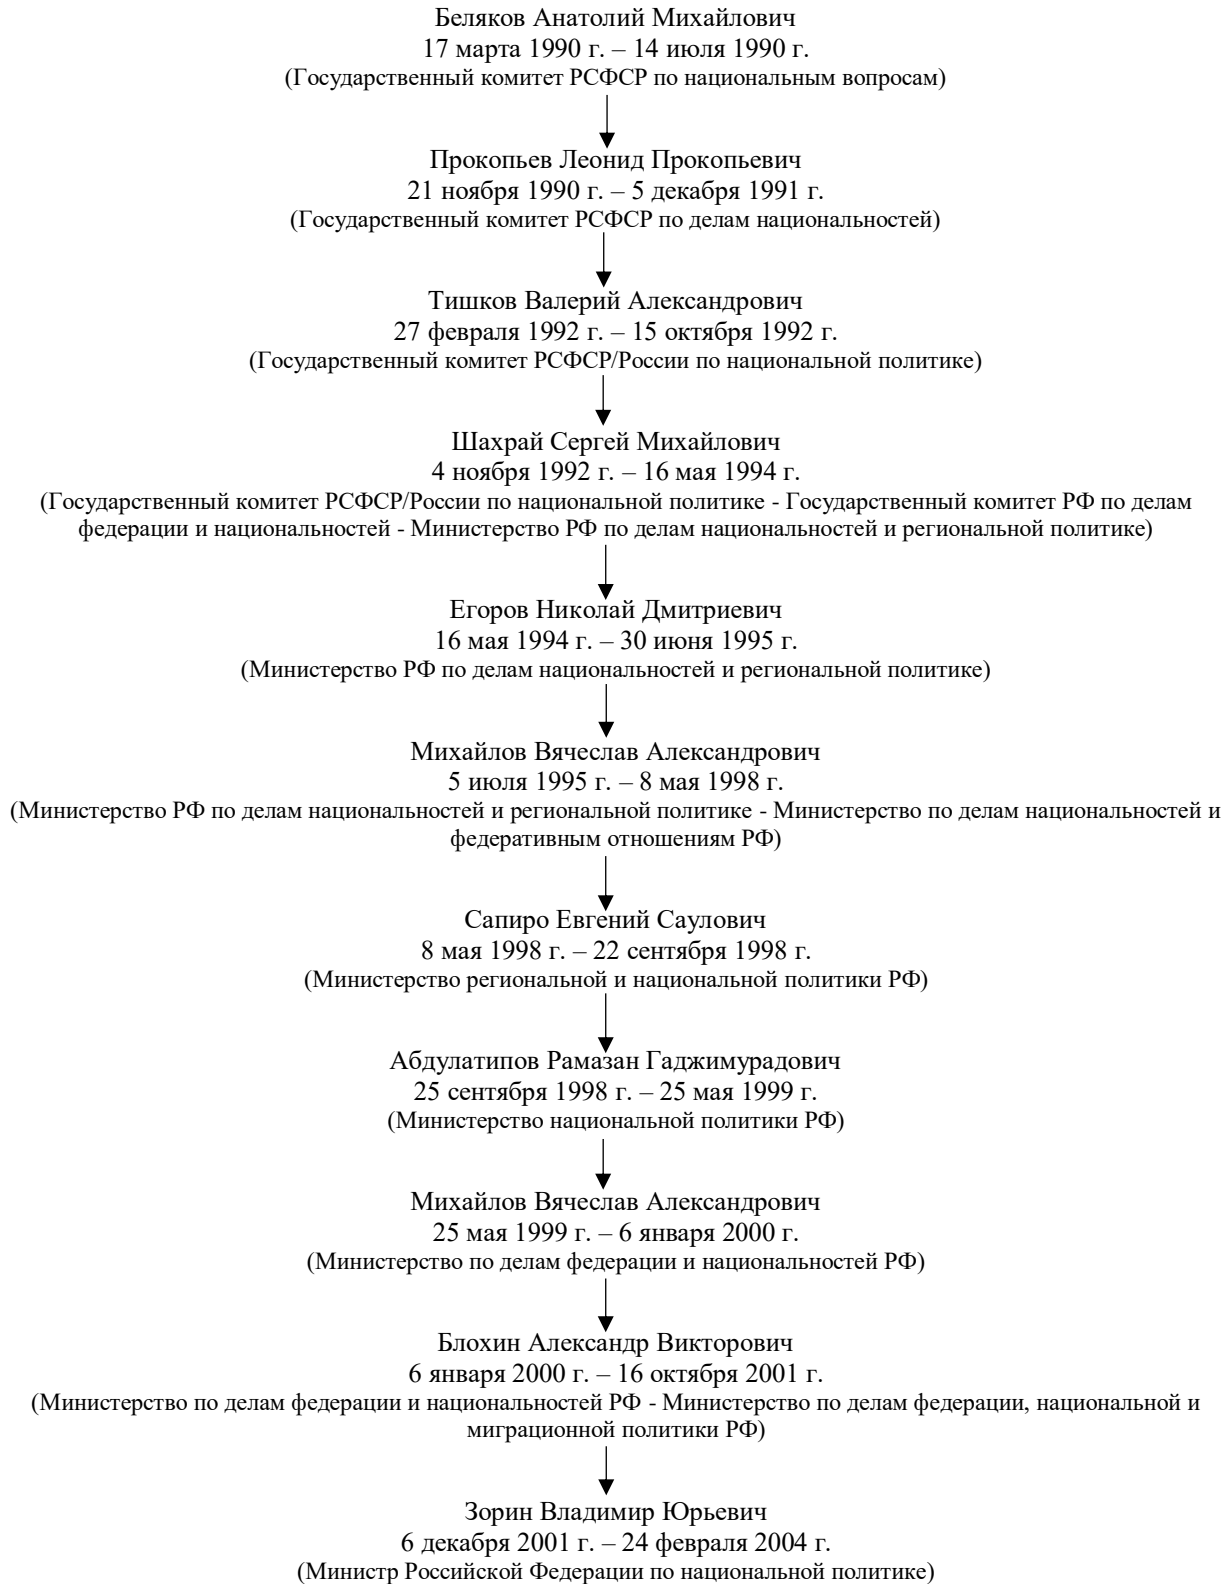 Беляков Анатолий Михайлович
17 марта 1990 г. – 14 июля 1990 г.
(Государственный комитет РСФСР по национальным вопросам)
Прокопьев Леонид Прокопьевич
21 ноября 1990 г. – 5 декабря 1991 г.
(Государственный комитет РСФСР по делам национальностей)
Тишков Валерий Александрович
27 февраля 1992 г. – 15 октября 1992 г.
(Государственный комитет РСФСР/России по национальной политике)
Шахрай Сергей Михайлович
4 ноября 1992 г. – 16 мая 1994 г.
(Государственный комитет РСФСР/России по национальной политике - Государственный комитет РФ по делам
федерации и национальностей - Министерство РФ по делам национальностей и региональной политике)
Егоров Николай Дмитриевич
16 мая 1994 г. – 30 июня 1995 г.
(Министерство РФ по делам национальностей и региональной политике)
Михайлов Вячеслав Александрович
5 июля 1995 г. – 8 мая 1998 г.
(Министерство РФ по делам национальностей и региональной политике - Министерство по делам национальностей и
федеративным отношениям РФ)
Сапиро Евгений Саулович
8 мая 1998 г. – 22 сентября 1998 г.
(Министерство региональной и национальной политики РФ)
Абдулатипов Рамазан Гаджимурадович
25 сентября 1998 г. – 25 мая 1999 г.
(Министерство национальной политики РФ)
Михайлов Вячеслав Александрович
25 мая 1999 г. – 6 января 2000 г.
(Министерство по делам федерации и национальностей РФ)
Блохин Александр Викторович
6 января 2000 г. – 16 октября 2001 г.
(Министерство по делам федерации и национальностей РФ - Министерство по делам федерации, национальной и
миграционной политики РФ)
Зорин Владимир Юрьевич
6 декабря 2001 г. – 24 февраля 2004 г.
(Министр Российской Федерации по национальной политике)